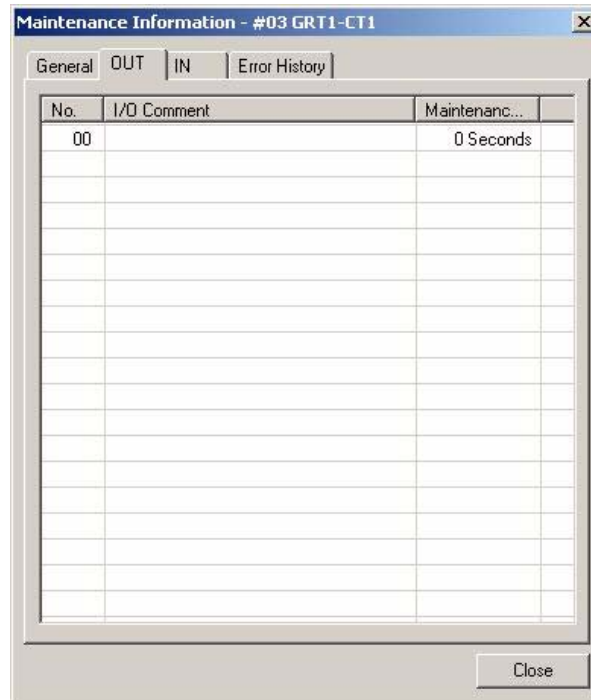 Maintenance Information - #03 GRT1-CT1
General OUT IN Error History
No. I/O Comment Maintenanc...
00 0 Seconds
Close